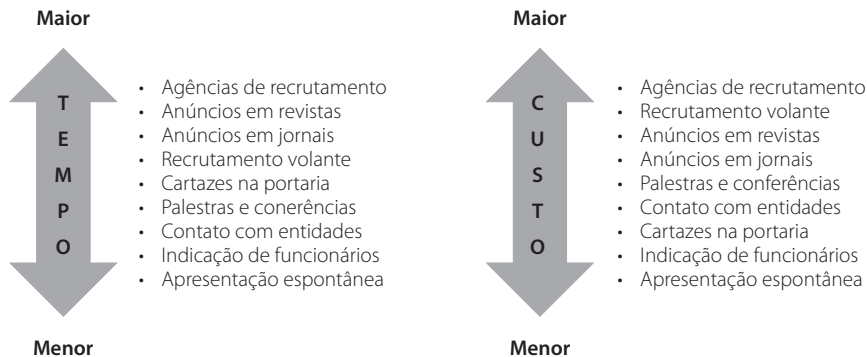 Maior
T
E
M
P
O
• Agências de recrutamento
• Anúncios em revistas
• Anúncios em jornais
• Recrutamento volante
• Cartazes na portaria
• Palestras e conerências
• Contato com entidades
• Indicação de funcionários
• Apresentação espontânea
Menor
Maior
C
U
S
T
O
• Agências de recrutamento
• Recrutamento volante
• Anúncios em revistas
• Anúncios em jornais
• Palestras e conferências
• Contato com entidades
• Cartazes na portaria
• Indicação de funcionários
• Apresentação espontânea
Menor